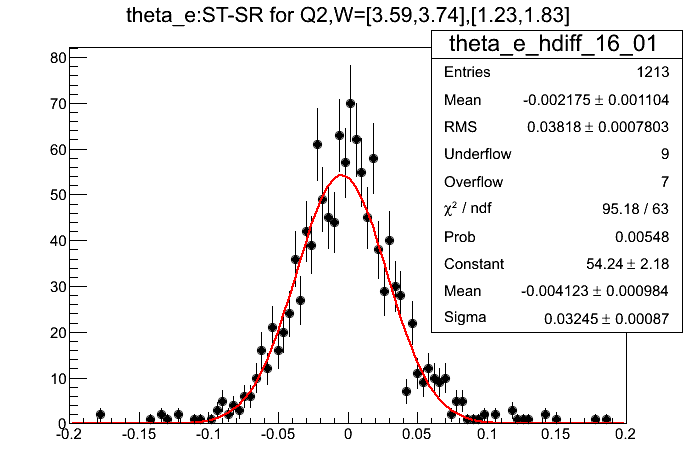 theta_e:ST-SR for Q2,W=[3.59,3.74],[1.23,1.83]
theta_e_hdiff_16_01
Entries 1213
Mean -0.002175 ± 0.001104
RMS 0.03818 ± 0.0007803
Underflow 9
Overflow 7
χ² / ndf 95.18 / 63
Prob 0.00548
Constant 54.24 ± 2.18
Mean -0.004123 ± 0.000984
Sigma 0.03245 ± 0.00087
80
70
60
50
40
30
20
10
0
-0.2 -0.15 -0.1 -0.05 0 0.05 0.1 0.15 0.2